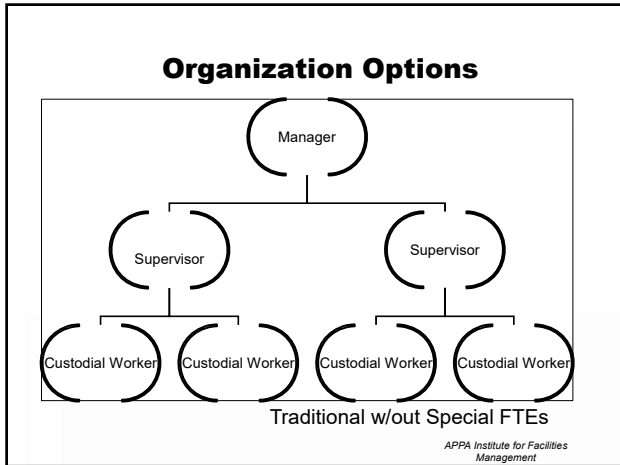 Organization Options
Manager
Supervisor
Supervisor
Custodial Worker
Custodial Worker
Custodial Worker
Custodial Worker
Traditional w/out Special FTEs
APPA Institute for Facilities
Management